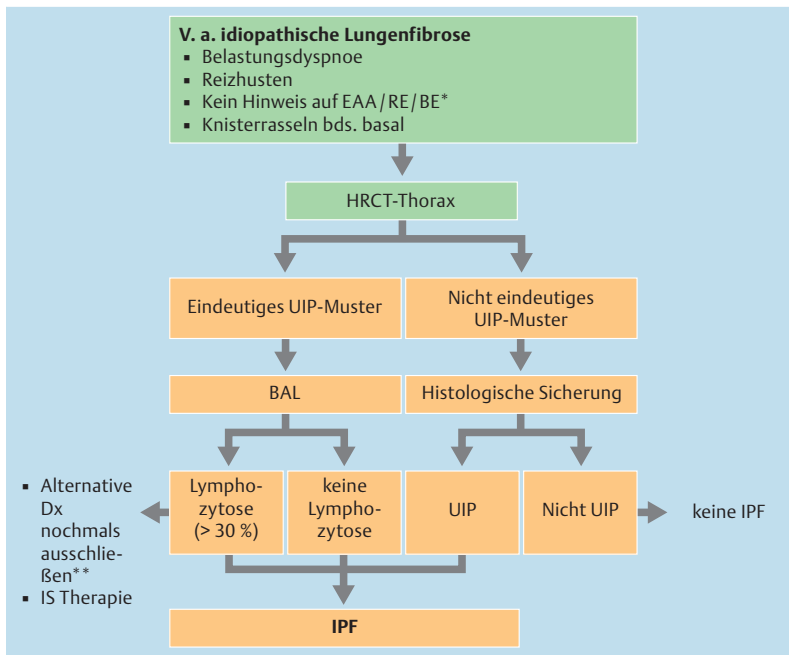 V. a. idiopathische Lungenfibrose
▪ Belastungsdyspnoe
▪ Reizhusten
▪ Kein Hinweis auf EAA/RE/BE*
▪ Knisterrasseln bds. basal
HRCT-Thorax
Eindeutiges UIP-Muster
Nicht eindeutiges
UIP-Muster
BAL
Histologische Sicherung
▪ Alternative
Dx
nochmals
ausschlie-
ßen**
▪ IS Therapie
Lympho-
zytose
(> 30 %)
keine
Lympho-
zytose
UIP
Nicht UIP
keine IPF
IPF